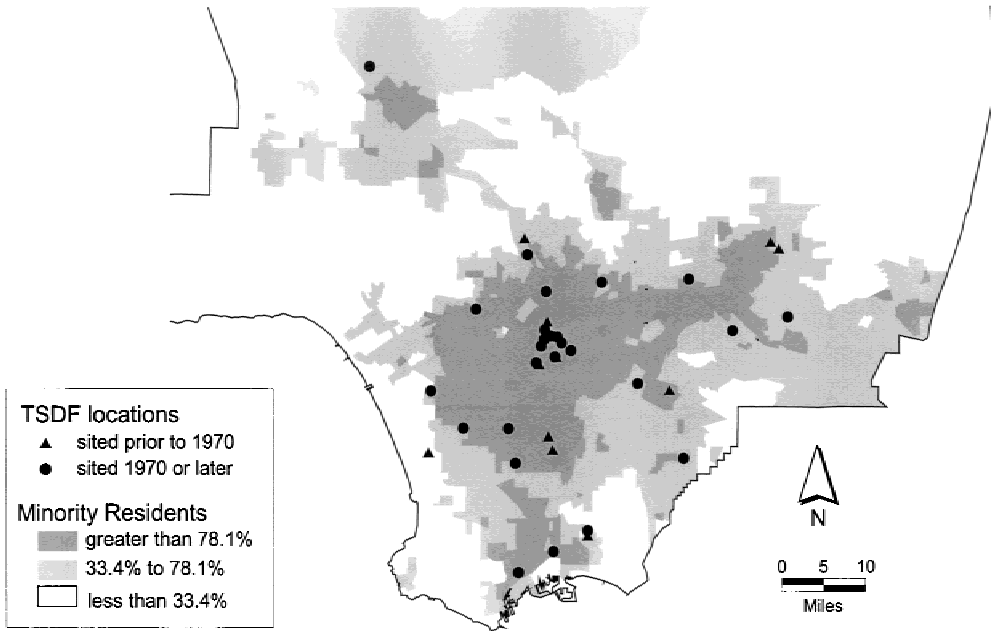 TSDF locations
sited prior to 1970
sited 1970 or later
Minority Residents
greater than 78.1%
33.4% to 78.1%
less than 33.4%
N
0 5 10
Miles